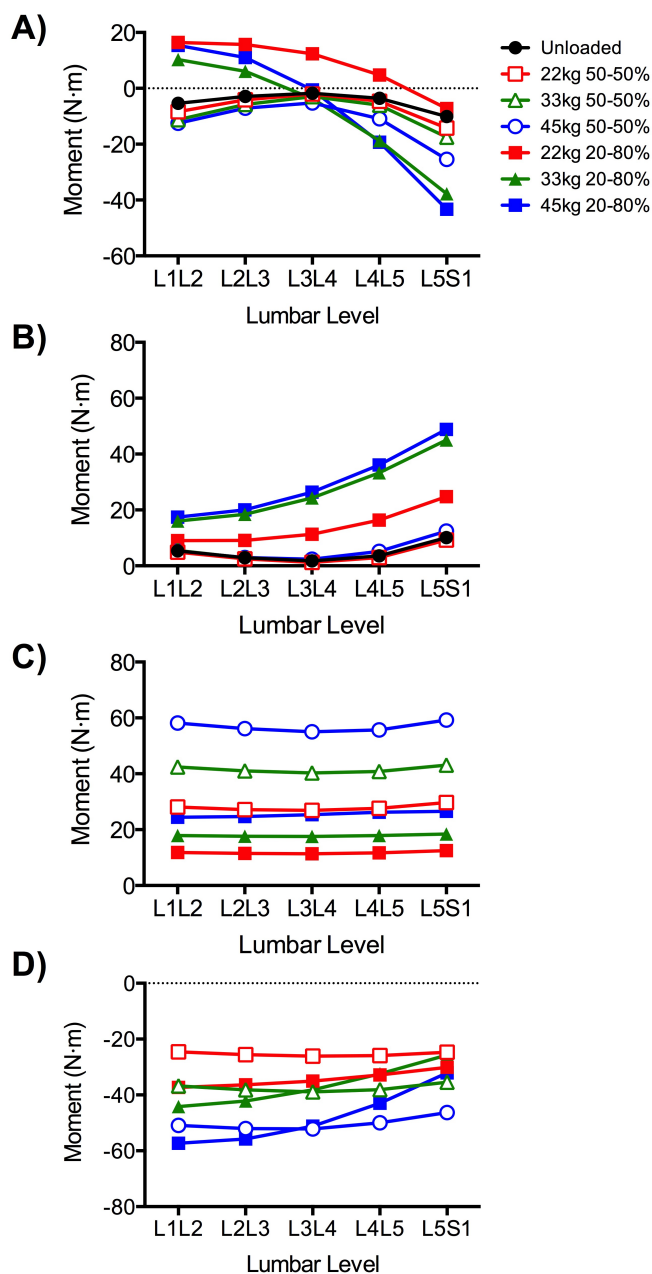 A)
20
0
-20
-40
-60
Moment (N·m)
L1L2 L2L3 L3L4 L4L5 L5S1
Lumbar Level
Unloaded
22kg 50-50%
33kg 50-50%
45kg 50-50%
22kg 20-80%
33kg 20-80%
45kg 20-80%
B)
80
60
40
20
0
Moment (N·m)
L1L2 L2L3 L3L4 L4L5 L5S1
Lumbar Level
C)
80
60
40
20
0
Moment (N·m)
L1L2 L2L3 L3L4 L4L5 L5S1
Lumbar Level
D)
0
-20
-40
-60
-80
Moment (N·m)
L1L2 L2L3 L3L4 L4L5 L5S1
Lumbar Level